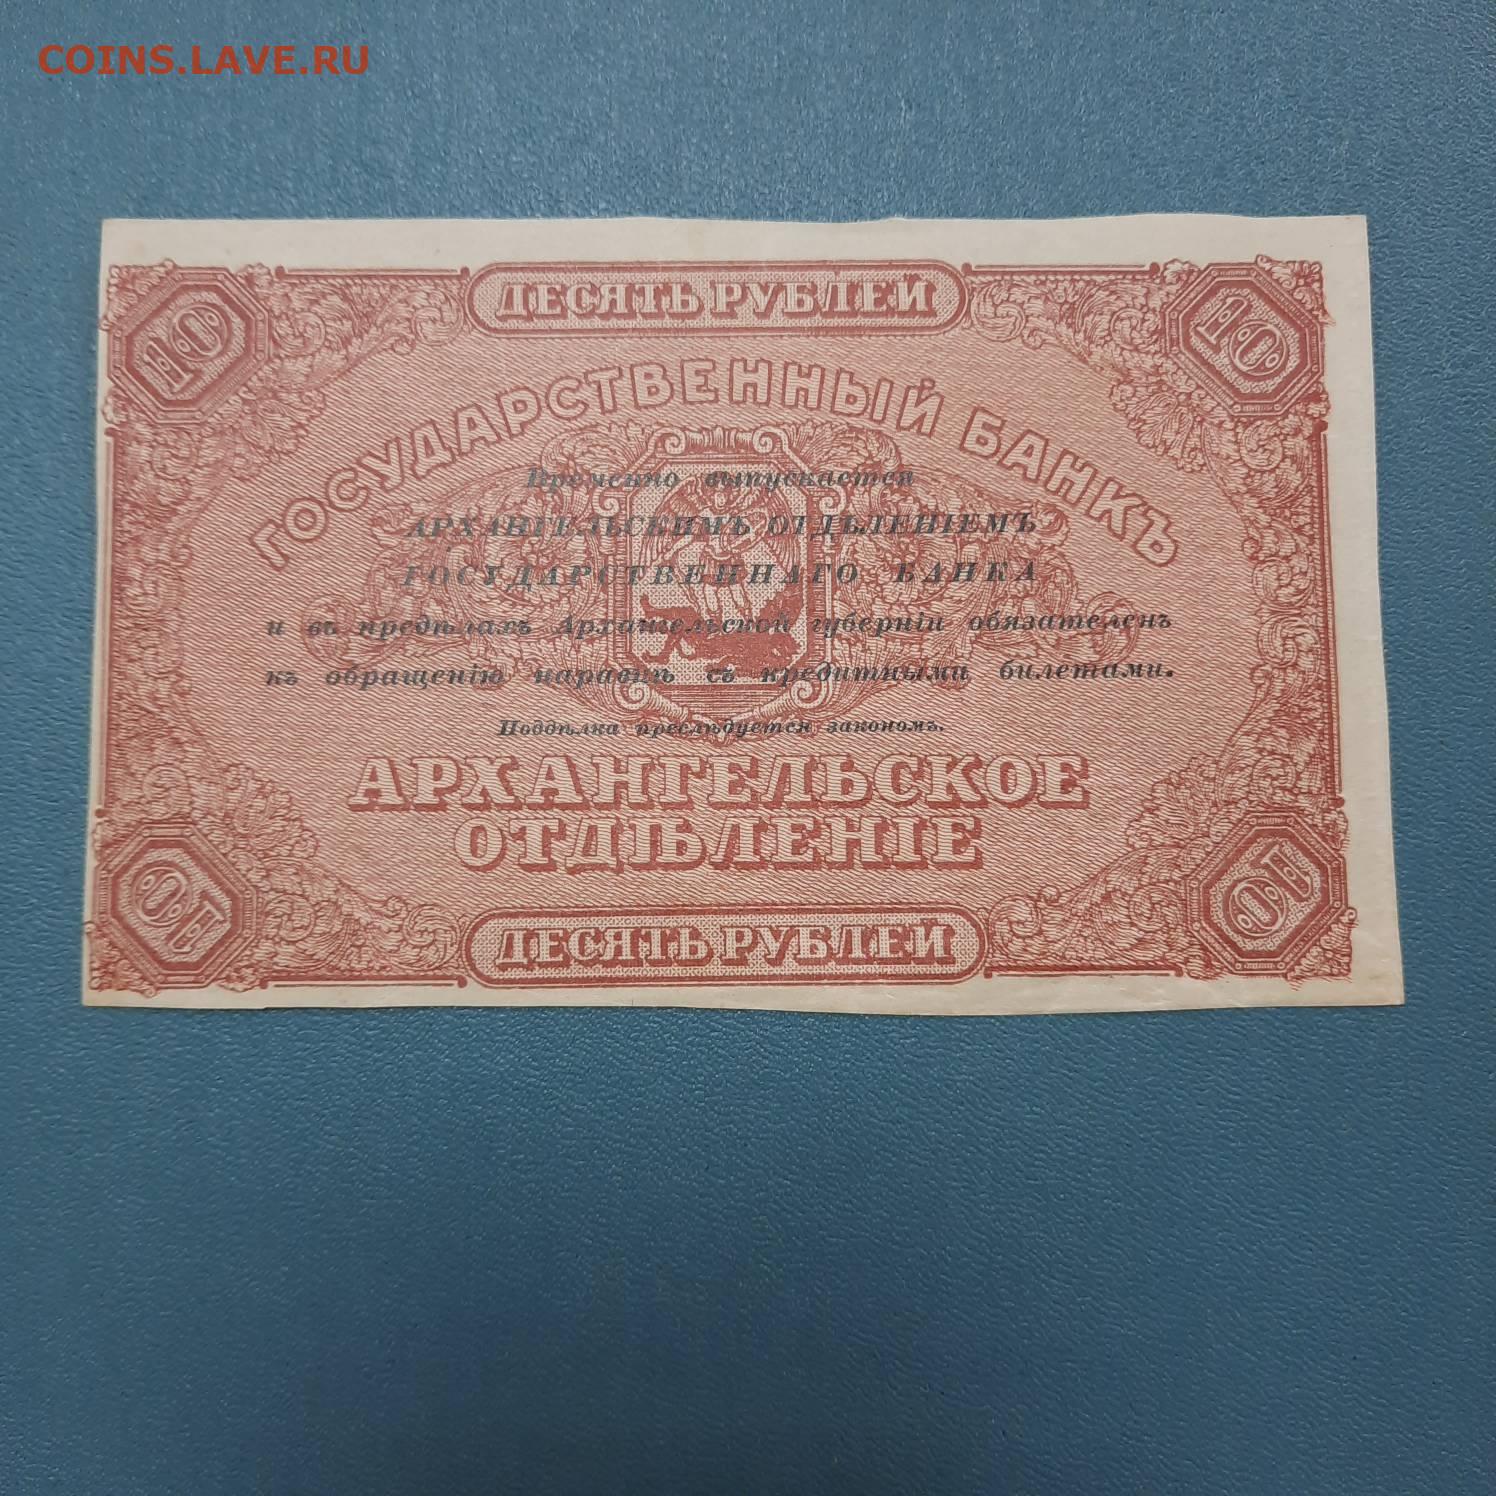 COINS.LAVE.RU
ДЕСЯТЬ РУБЛЕЙ
10
10
ГОСУДАРСТВЕННЫЙ БАНКЪ
Временно выпускается
АРХАНГЕЛЬСКИМЪ ОТДѢЛЕНІЕМЪ
ГОСУДАРСТВЕННАГО БАНКА
и въ предѣлахъ Архангельской губерніи обязателенъ
къ обращенію наравнѣ съ кредитными билетами.
Поддѣлка преслѣдуется закономъ.
АРХАНГЕЛЬСКОЕ
ОТДѢЛЕНІЕ
10
10
ДЕСЯТЬ РУБЛЕЙ